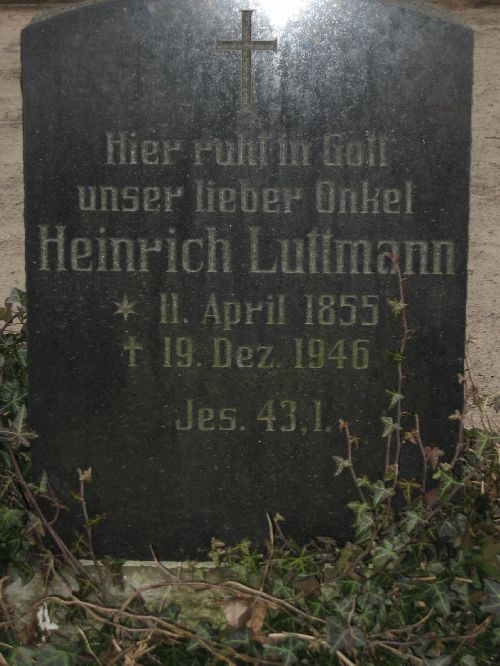 Hier ruht in Gott
unser lieber Onkel
Heinrich Luttmann
* 11. April 1855
† 19. Dez. 1946
Jes. 43,1.